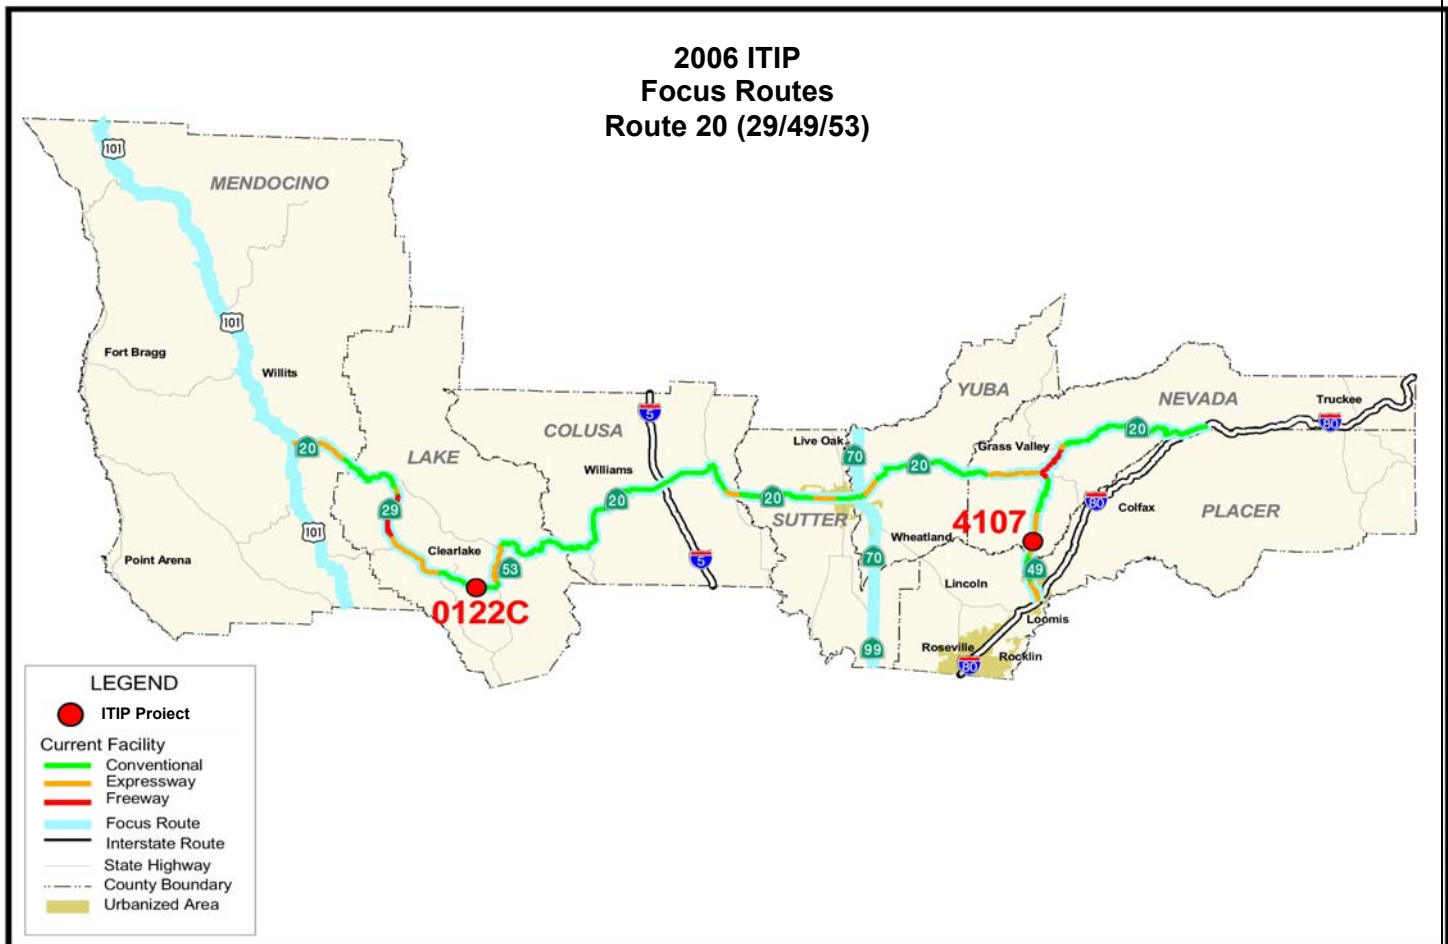 2006 ITIP
Focus Routes
Route 20 (29/49/53)
101
MENDOCINO
101
Fort Bragg
Willits
YUBA
NEVADA
Truckee
5
80
COLUSA
Live Oak
20
Grass Valley
20
LAKE
70
20
Williams
20
20
29
SUTTER
4107
80
Colfax
PLACER
101
Wheatland
Point Arena
Clearlake
53
5
70
49
Lincoln
0122C
Loomis
99
Roseville
Rocklin
80
LEGEND
ITIP Proiect
Current Facility
Conventional
Expressway
Freeway
Focus Route
Interstate Route
State Highway
County Boundary
Urbanized Area